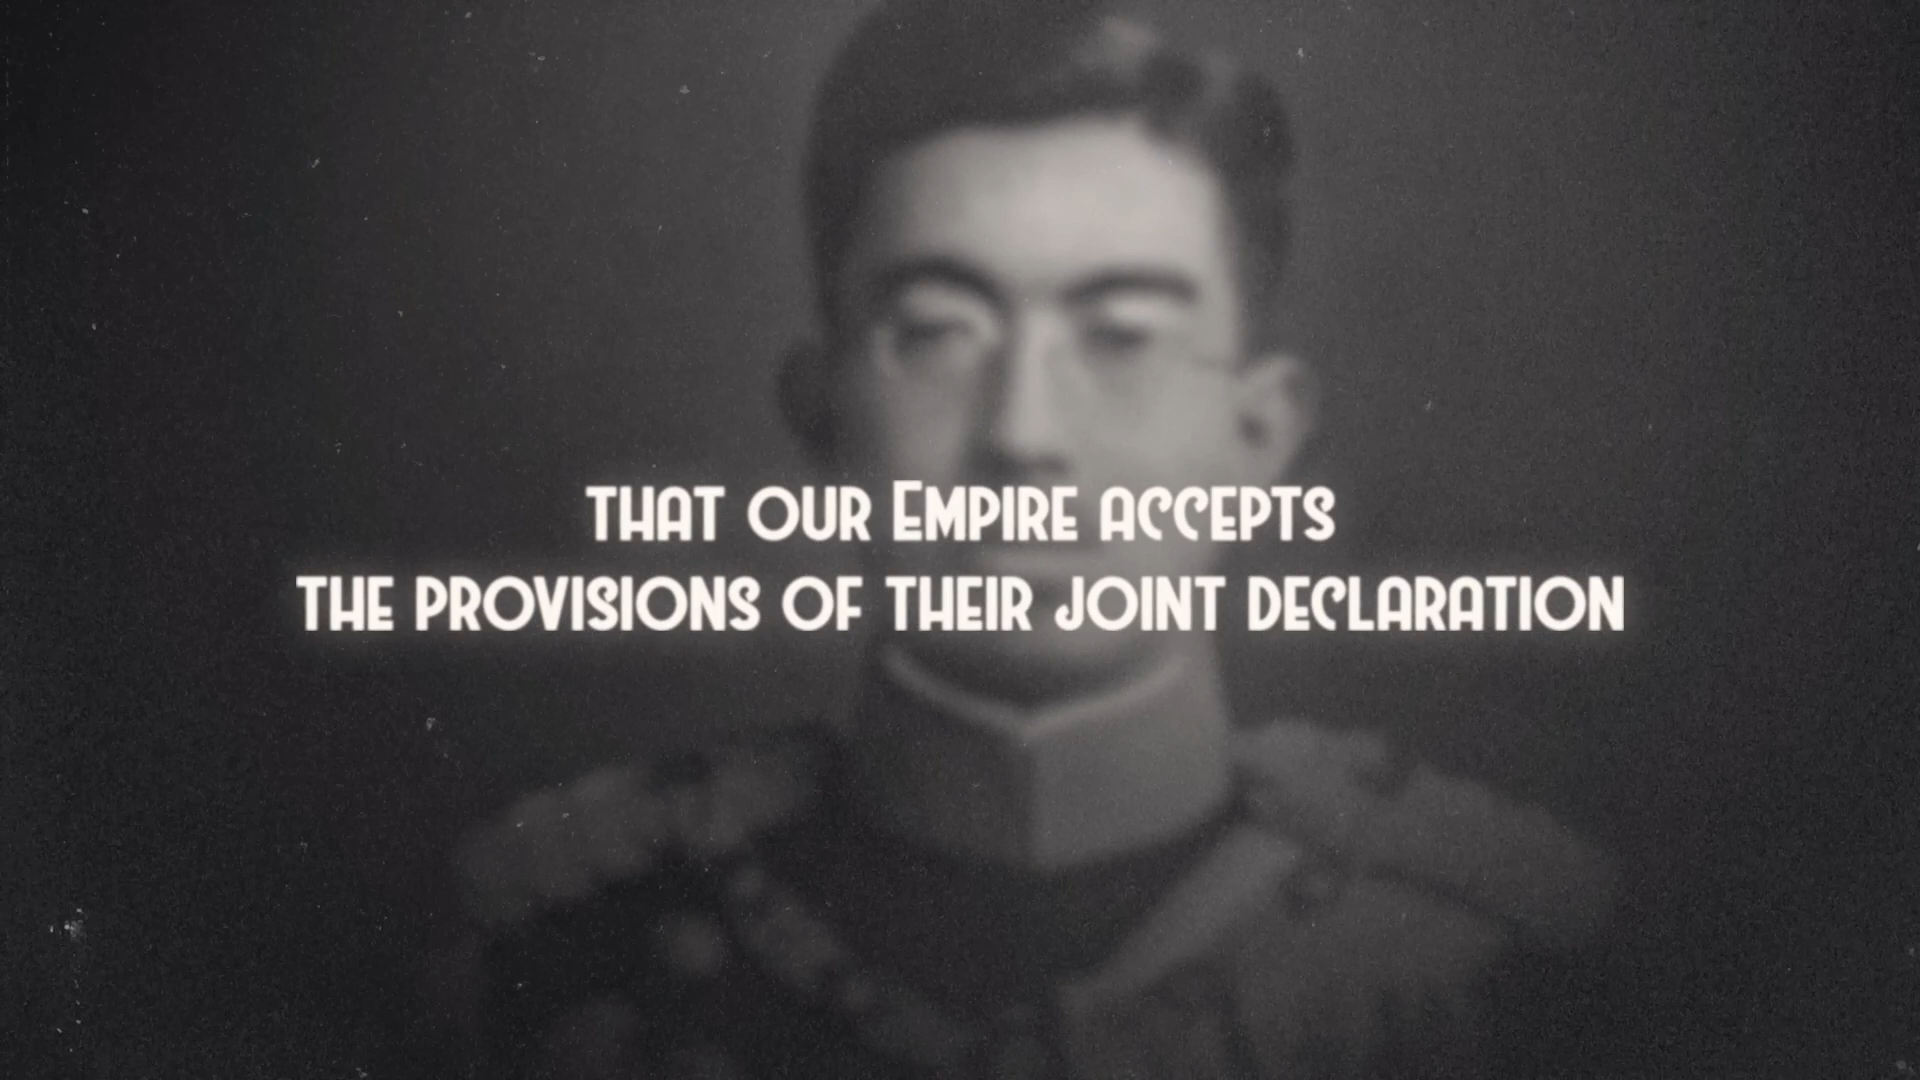 THAT OUR EMPIRE ACCEPTS
THE PROVISIONS OF THEIR JOINT DECLARATION